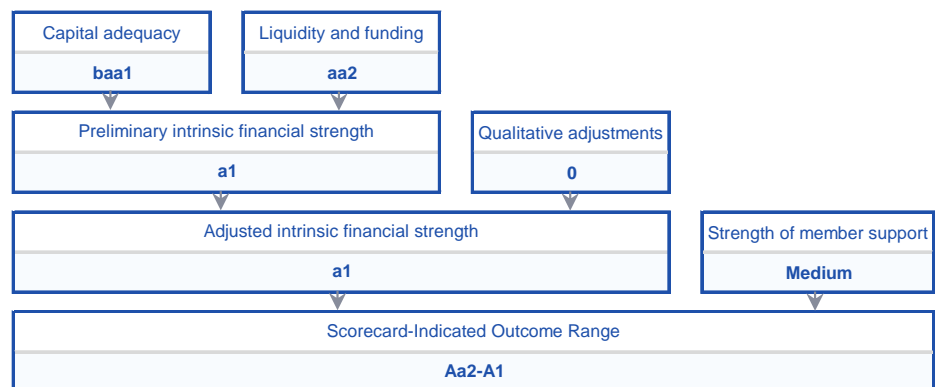 Capital adequacy
baa1
Liquidity and funding
aa2
Preliminary intrinsic financial strength
a1
Qualitative adjustments
0
Adjusted intrinsic financial strength
a1
Strength of member support
Medium
Scorecard-Indicated Outcome Range
Aa2-A1